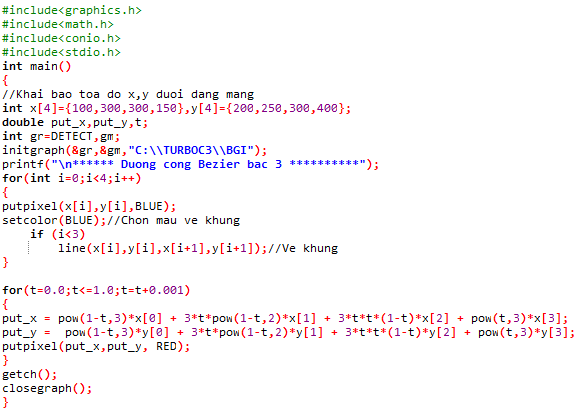 #include<graphics.h>
#include<math.h>
#include<conio.h>
#include<stdio.h>
int main()
{
//Khai bao toa do x,y duoi dang mang
int x[4]={100,300,300,150},y[4]={200,250,300,400};
double put_x,put_y,t;
int gr=DETECT,gm;
initgraph(&gr,&gm,"C:\\TURBOC3\\BGI");
printf("\n****** Duong cong Bezier bac 3 **********");
for(int i=0;i<4;i++)
{
putpixel(x[i],y[i],BLUE);
setcolor(BLUE);//Chon mau ve khung
    if (i<3)
        line(x[i],y[i],x[i+1],y[i+1]);//Ve khung
}

for(t=0.0;t<=1.0;t=t+0.001)
{
put_x = pow(1-t,3)*x[0] + 3*t*pow(1-t,2)*x[1] + 3*t*t*(1-t)*x[2] + pow(t,3)*x[3];
put_y =  pow(1-t,3)*y[0] + 3*t*pow(1-t,2)*y[1] + 3*t*t*(1-t)*y[2] + pow(t,3)*y[3];
putpixel(put_x,put_y, RED);
}
getch();
closegraph();
}